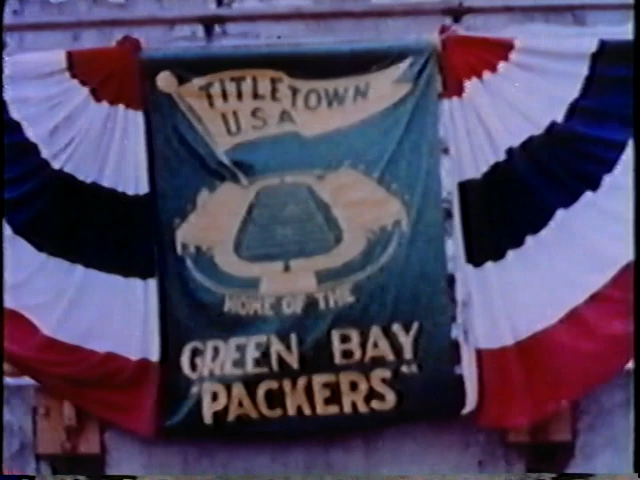 TITLETOWN
USA
HOME OF THE
GREEN BAY
"PACKERS"